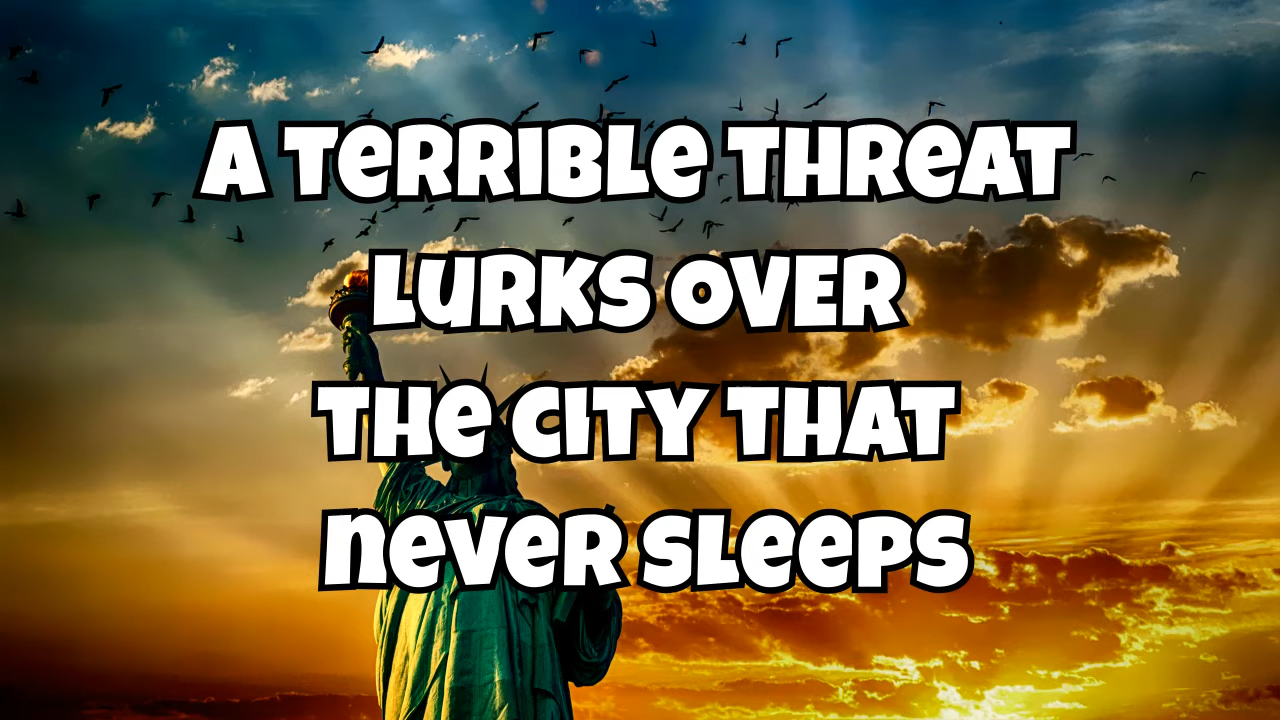 A TERRIBLE THREAT
LURKS OVER
THE CITY THAT
NEVER SLEEPS